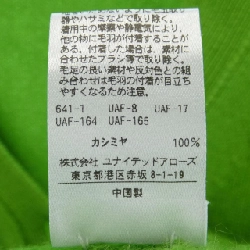 器やハサミなどで取り除く。
着用中の摩擦や静電気により、
他の物に毛羽が付着することがあ
る。付着した場合は、素材に
合わせたブラシ等で取り除く。
毛足の長い素材や反対色との組
み合わせは毛羽の付着が目立ち
やすくなるため注意。
641-1 UAF-8 UAF-17
UAF-164 UAF-165
カシミヤ 100%
株式会社 ユナイテッドアローズ
東京都港区赤坂8-1-19
中国製